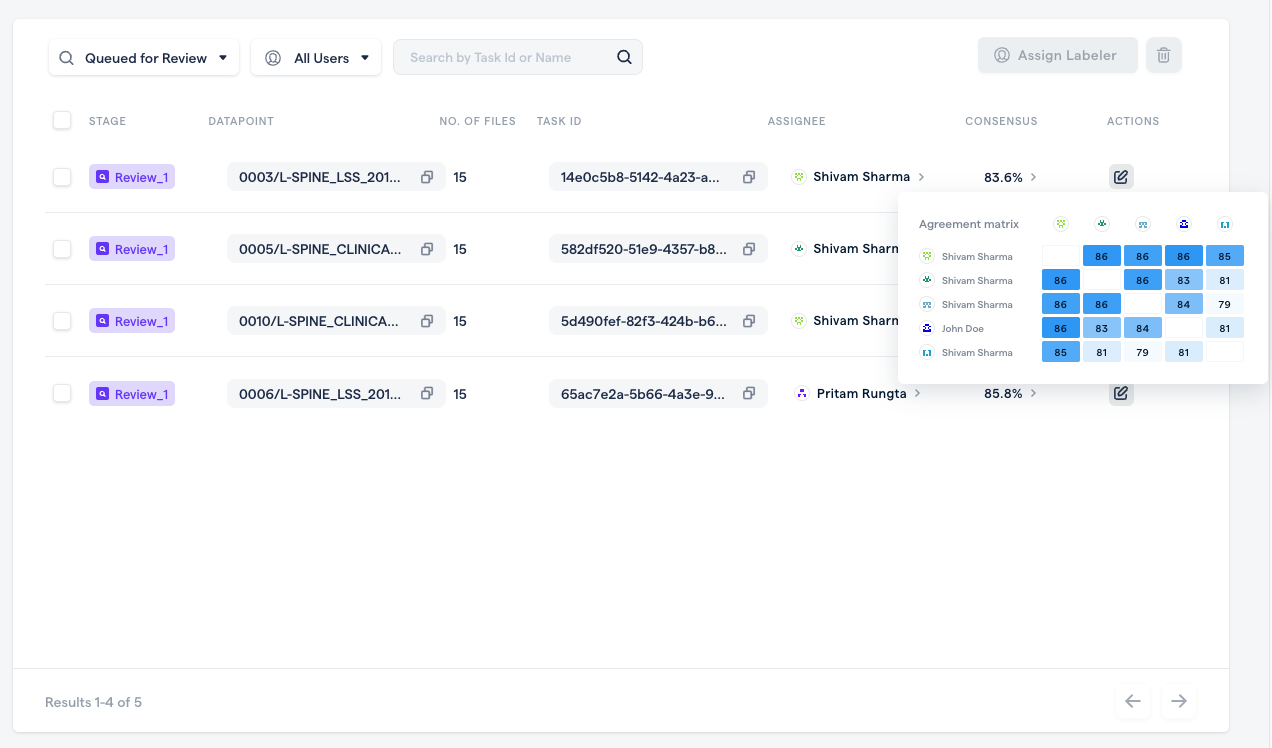 Queued for Review All Users Search by Task Id or Name Assign Labeler
STAGE DATAPOINT NO. OF FILES TASK ID ASSIGNEE CONSENSUS ACTIONS
Review_1 0003/L-SPINE_LSS_201... 15 14e0c5b8-5142-4a23-a... Shivam Sharma 83.6%
Review_1 0005/L-SPINE_CLINICA... 15 582df520-51e9-4357-b8... Shivam Sharm
Review_1 0010/L-SPINE_CLINICA... 15 5d490fef-82f3-424b-b6... Shivam Sharm
Review_1 0006/L-SPINE_LSS_201... 15 65ac7e2a-5b66-4a3e-9... Pritam Rungta 85.8%
Agreement matrix
Shivam Sharma 86 86 86 85
Shivam Sharma 86 86 83 81
Shivam Sharma 86 86 84 79
John Doe 86 83 84 81
Shivam Sharma 85 81 79 81
Results 1-4 of 5